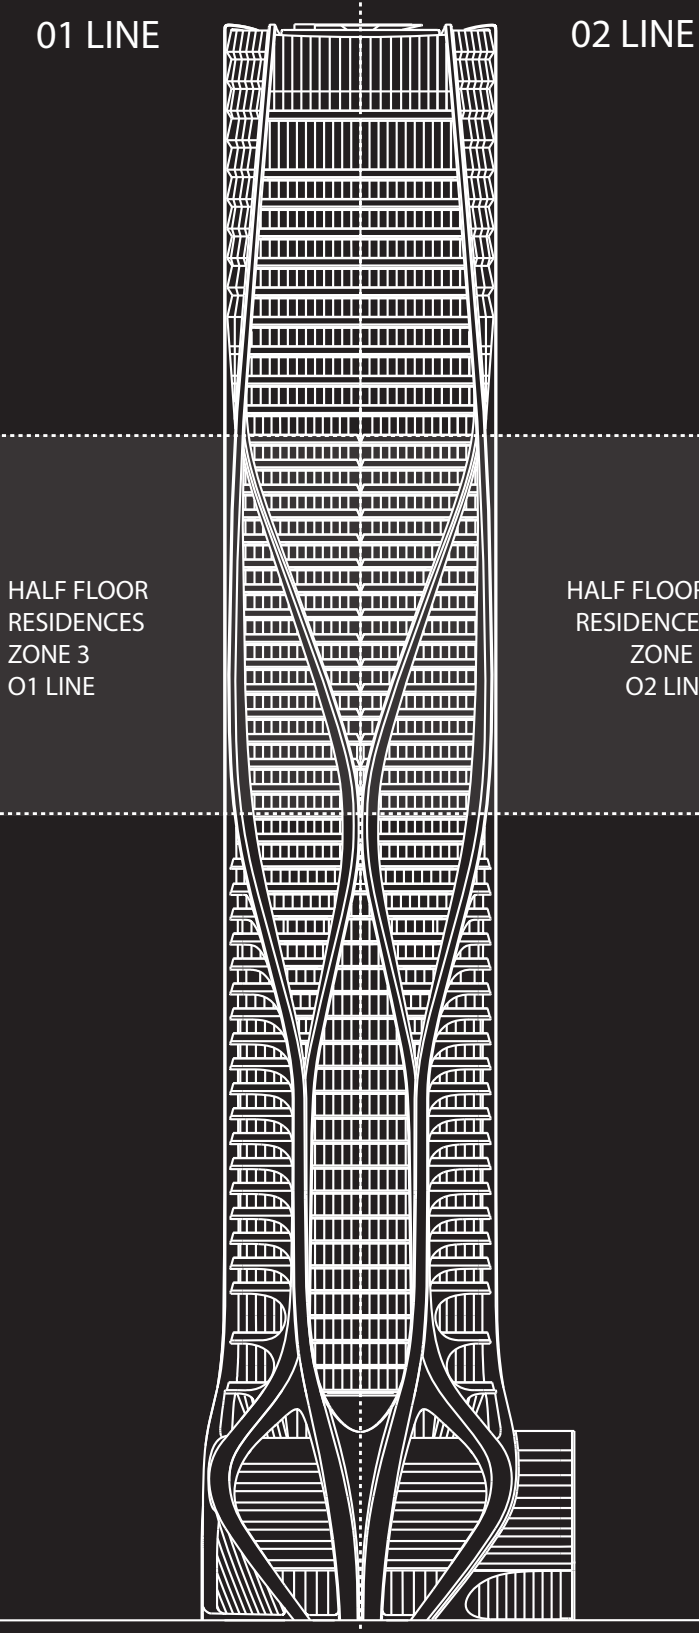 01 LINE
02 LINE
HALF FLOOR
RESIDENCES
ZONE 3
O1 LINE
HALF FLOOR
RESIDENCE
ZONE
O2 LIN